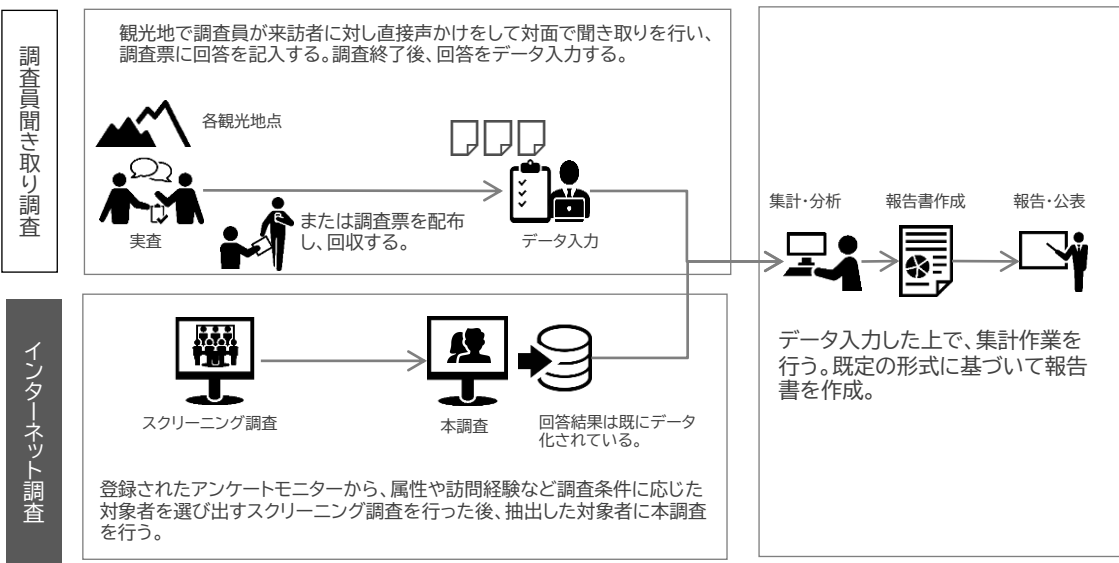 調査員聞き取り調査
観光地で調査員が来訪者に対し直接声かけをして対面で聞き取りを行い、
調査票に回答を記入する。調査終了後、回答をデータ入力する。
各観光地点
実査
または調査票を配布
し、回収する。
データ入力
インターネット調査
スクリーニング調査
本調査
回答結果は既にデータ
化されている。
登録されたアンケートモニターから、属性や訪問経験など調査条件に応じた
対象者を選び出すスクリーニング調査を行った後、抽出した対象者に本調査
を行う。
集計・分析
報告書作成
報告・公表
データ入力した上で、集計作業を
行う。既定の形式に基づいて報告
書を作成。